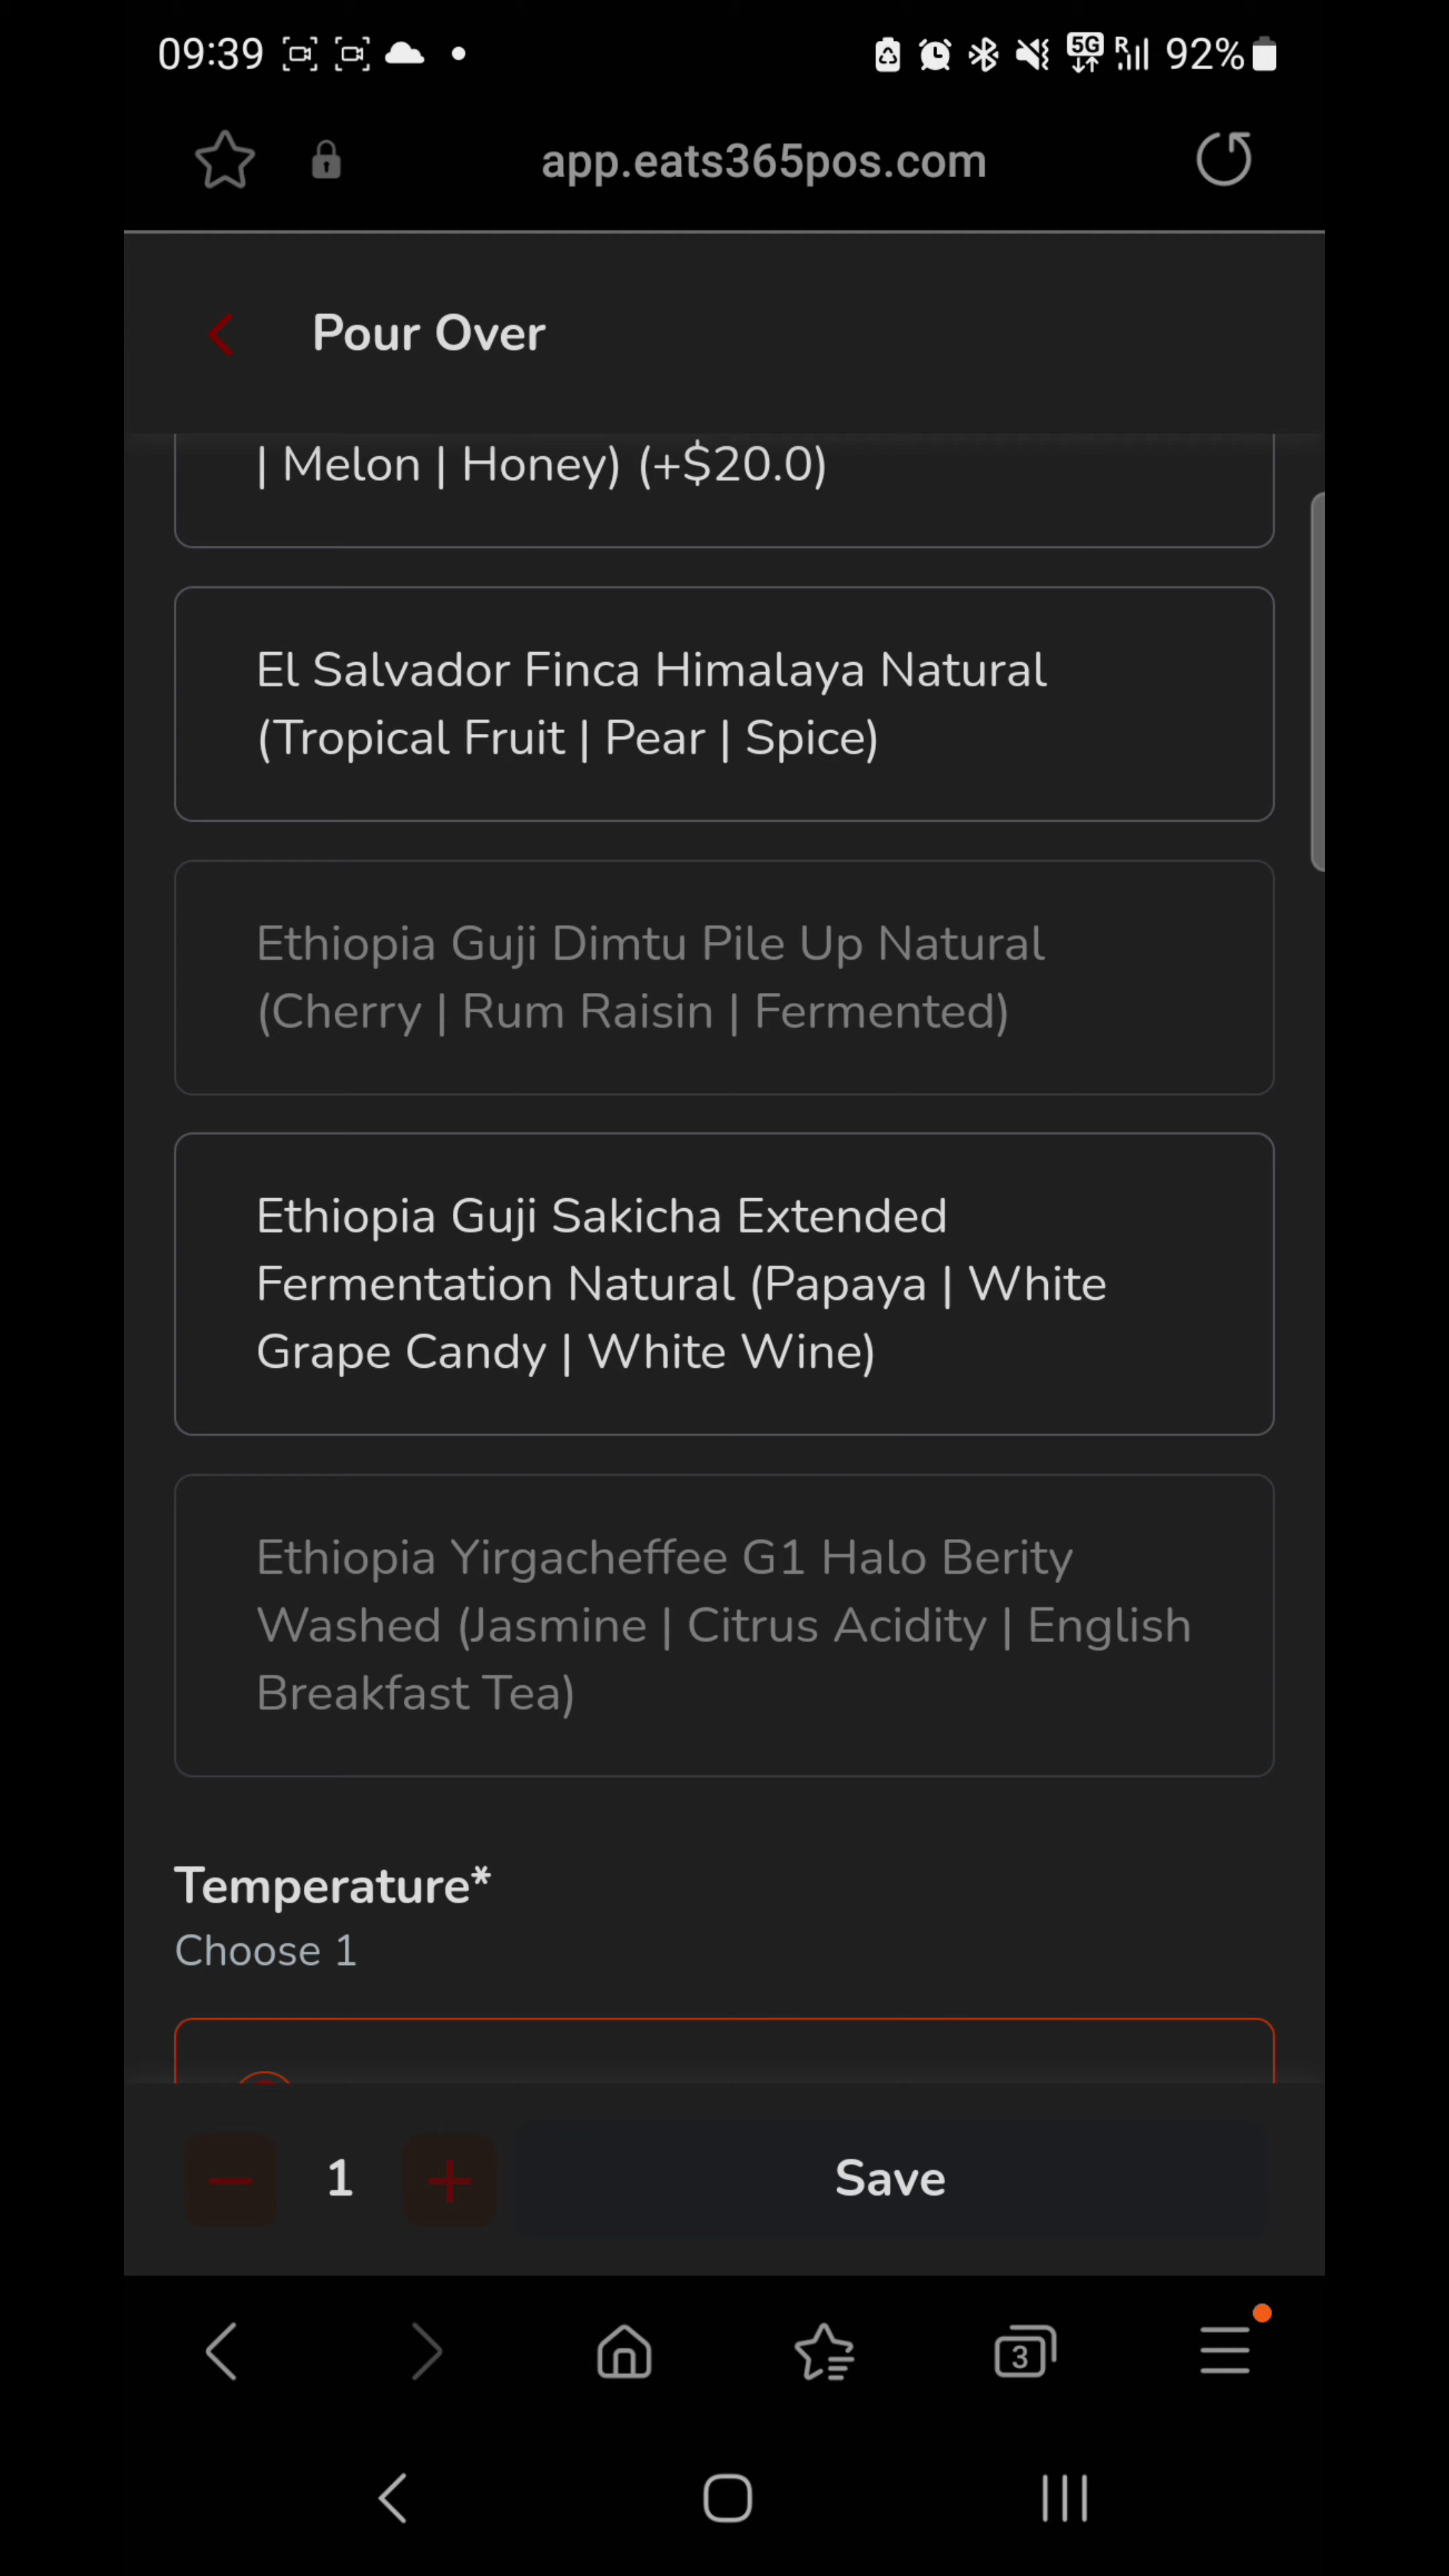 09:39
5G R 92%
app.eats365pos.com
Pour Over
| Melon | Honey) (+$20.0)
El Salvador Finca Himalaya Natural
(Tropical Fruit | Pear | Spice)
Ethiopia Guji Dimtu Pile Up Natural
(Cherry | Rum Raisin | Fermented)
Ethiopia Guji Sakicha Extended
Fermentation Natural (Papaya | White
Grape Candy | White Wine)
Ethiopia Yirgacheffee G1 Halo Berity
Washed (Jasmine | Citrus Acidity | English
Breakfast Tea)
Temperature*
Choose 1
1
Save
3